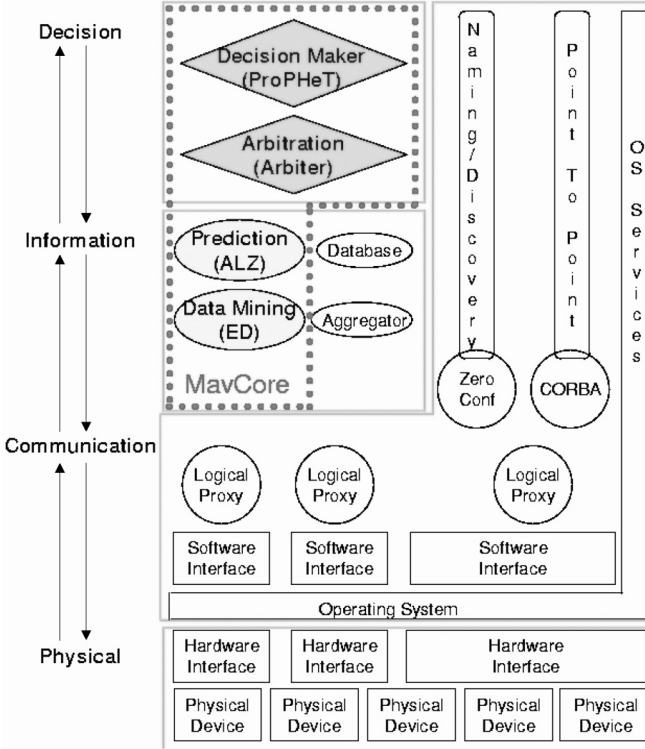 Decision
Decision Maker
(ProPHeT)
Arbitration
(Arbiter)
Information
Prediction
(ALZ)
Database
Data Mining
(ED)
Aggregator
MavCore
Naming/Discovery
Point To Point
OS Services
Zero
Conf
CORBA
Communication
Logical
Proxy
Logical
Proxy
Logical
Proxy
Software
Interface
Software
Interface
Software
Interface
Operating System
Physical
Hardware
Interface
Hardware
Interface
Hardware
Interface
Physical
Device
Physical
Device
Physical
Device
Physical
Device
Physical
Device